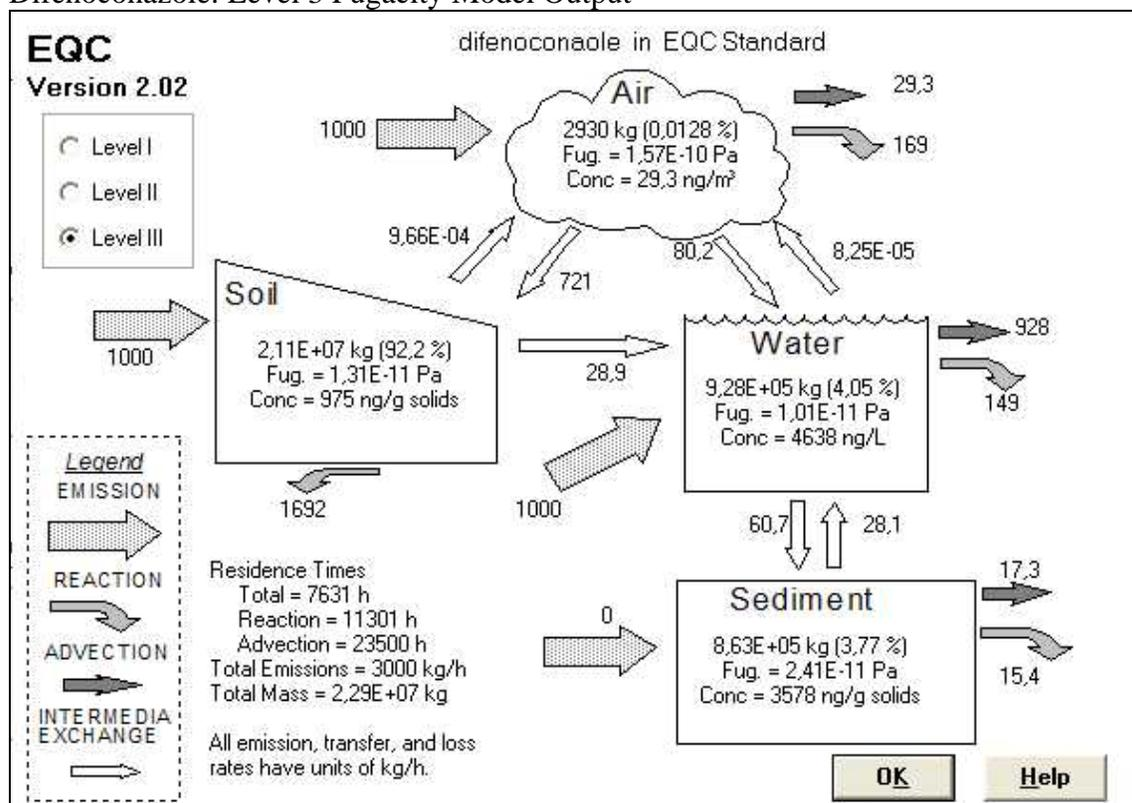 Difenoconazole: Level 3 Fugacity Model Output
EQC
Version 2.02
difenoconaole in EQC Standard
Level I
Level II
Level III
1000
Air
2930 kg (0,0128 %)
Fug. = 1,57E-10 Pa
Conc = 29,3 ng/m³
29,3
169
9,66E-04
721
80,2
8,25E-05
1000
Soil
2,11E+07 kg (92,2 %)
Fug. = 1,31E-11 Pa
Conc = 975 ng/g solids
1692
28,9
1000
Water
9,28E+05 kg (4,05 %)
Fug. = 1,01E-11 Pa
Conc = 4638 ng/L
928
149
60,7
28,1
0
Sediment
8,63E+05 kg (3,77 %)
Fug. = 2,41E-11 Pa
Conc = 3578 ng/g solids
17,3
15,4
Legend
EMISSION
REACTION
ADVECTION
INTERMEDIA
EXCHANGE
Residence Times
Total = 7631 h
Reaction = 11301 h
Advection = 23500 h
Total Emissions = 3000 kg/h
Total Mass = 2,29E+07 kg
All emission, transfer, and loss
rates have units of kg/h.
OK
Help